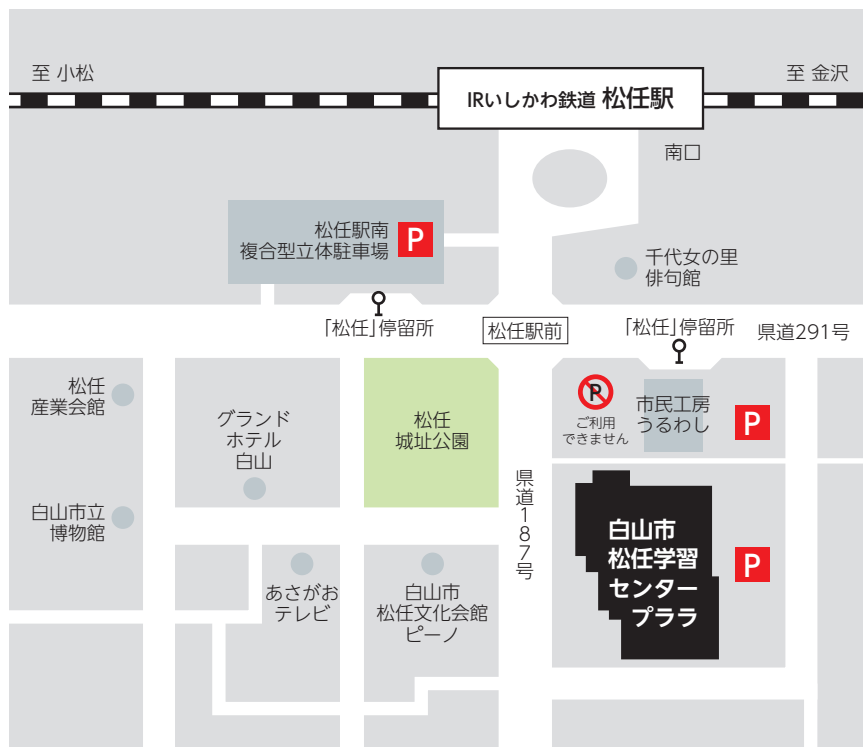 至 小松
至 金沢
IRいしかわ鉄道 松任駅
南口
松任駅南
複合型立体駐車場
P
千代女の里
俳句館
「松任」停留所
松任駅前
「松任」停留所
県道291号
松任
産業会館
グランド
ホテル
白山
松任
城址公園
P
ご利用
できません
市民工房
うるわし
P
白山市立
博物館
県道187号
白山市
松任学習
センター
プララ
P
あさがお
テレビ
白山市
松任文化会館
ピーノ